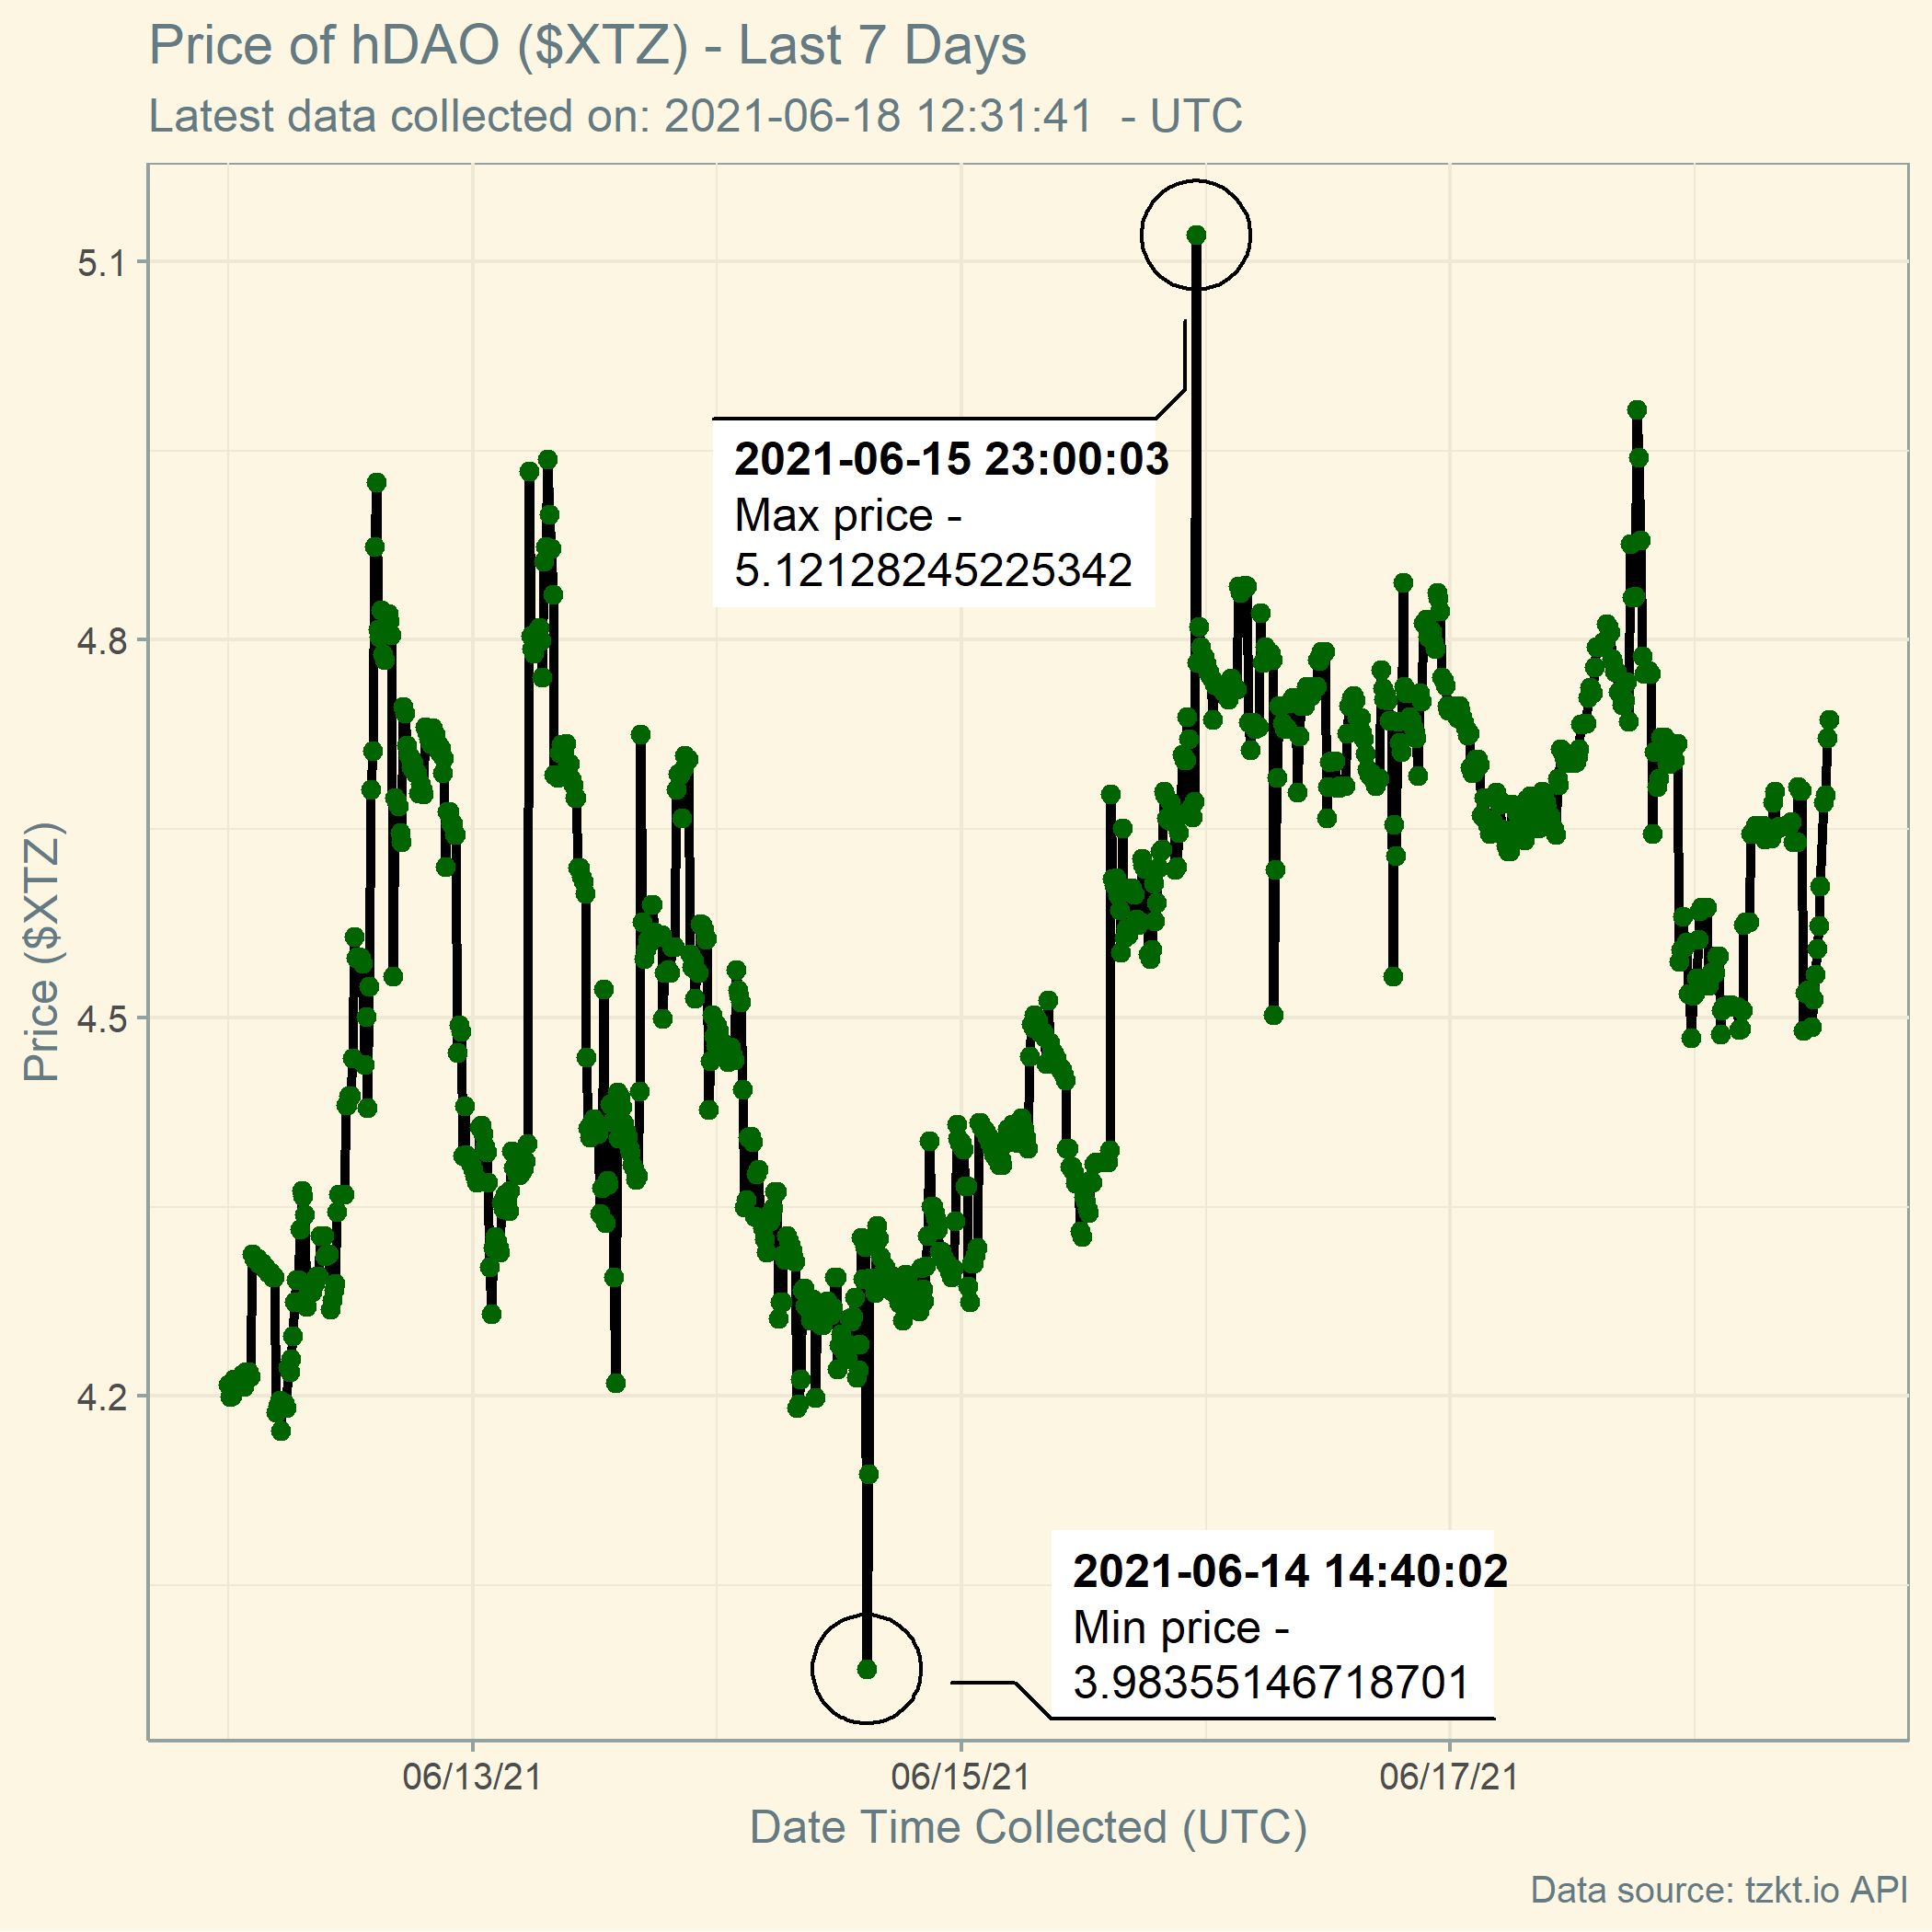 Price of hDAO ($XTZ) - Last 7 Days
Latest data collected on: 2021-06-18 12:31:41  - UTC
5.1
4.8
4.5
4.2
Price ($XTZ)
2021-06-15 23:00:03
Max price -
5.12128245225342
2021-06-14 14:40:02
Min price -
3.98355146718701
06/13/21
06/15/21
06/17/21
Date Time Collected (UTC)
Data source: tzkt.io API